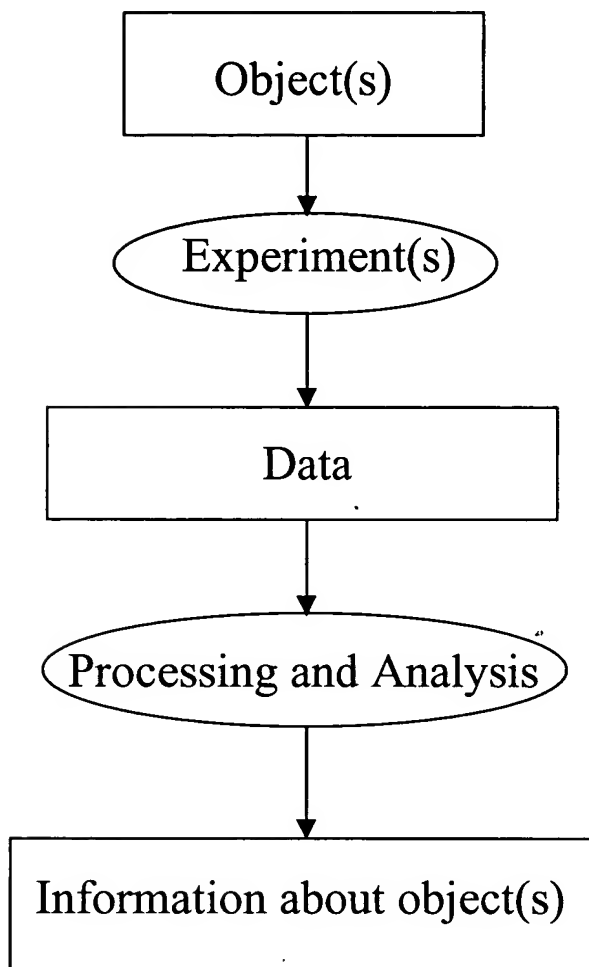 Object(s)
Experiment(s)
Data
Processing and Analysis
Information about object(s)